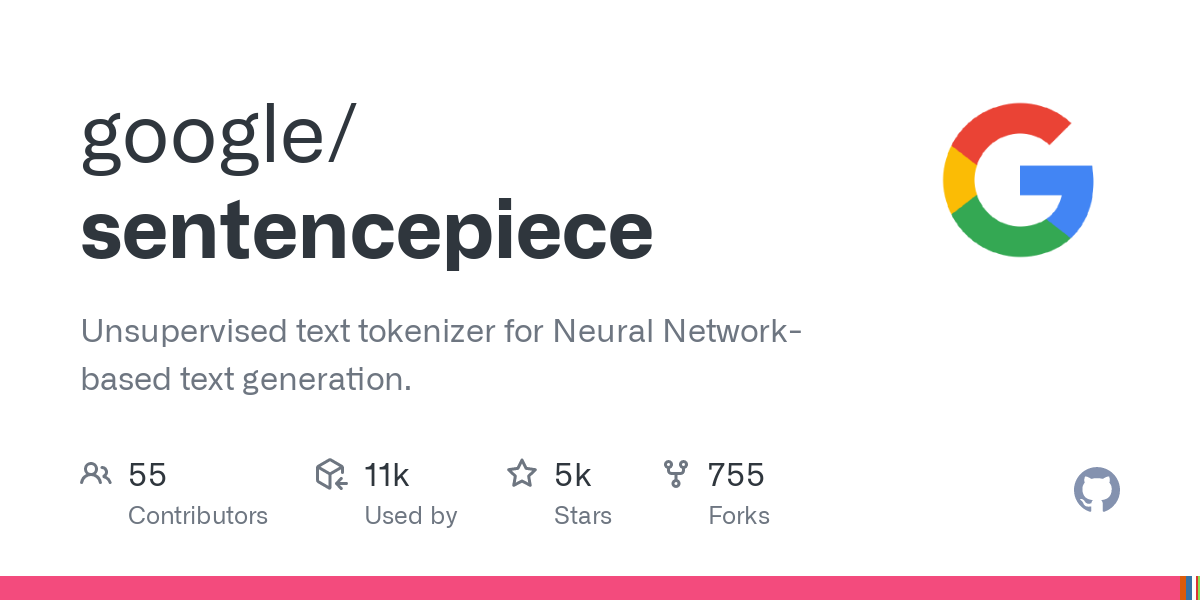 google/
sentencepiece
Unsupervised text tokenizer for Neural Network-
based text generation.
55 11k 5k 755
Contributors Used by Stars Forks